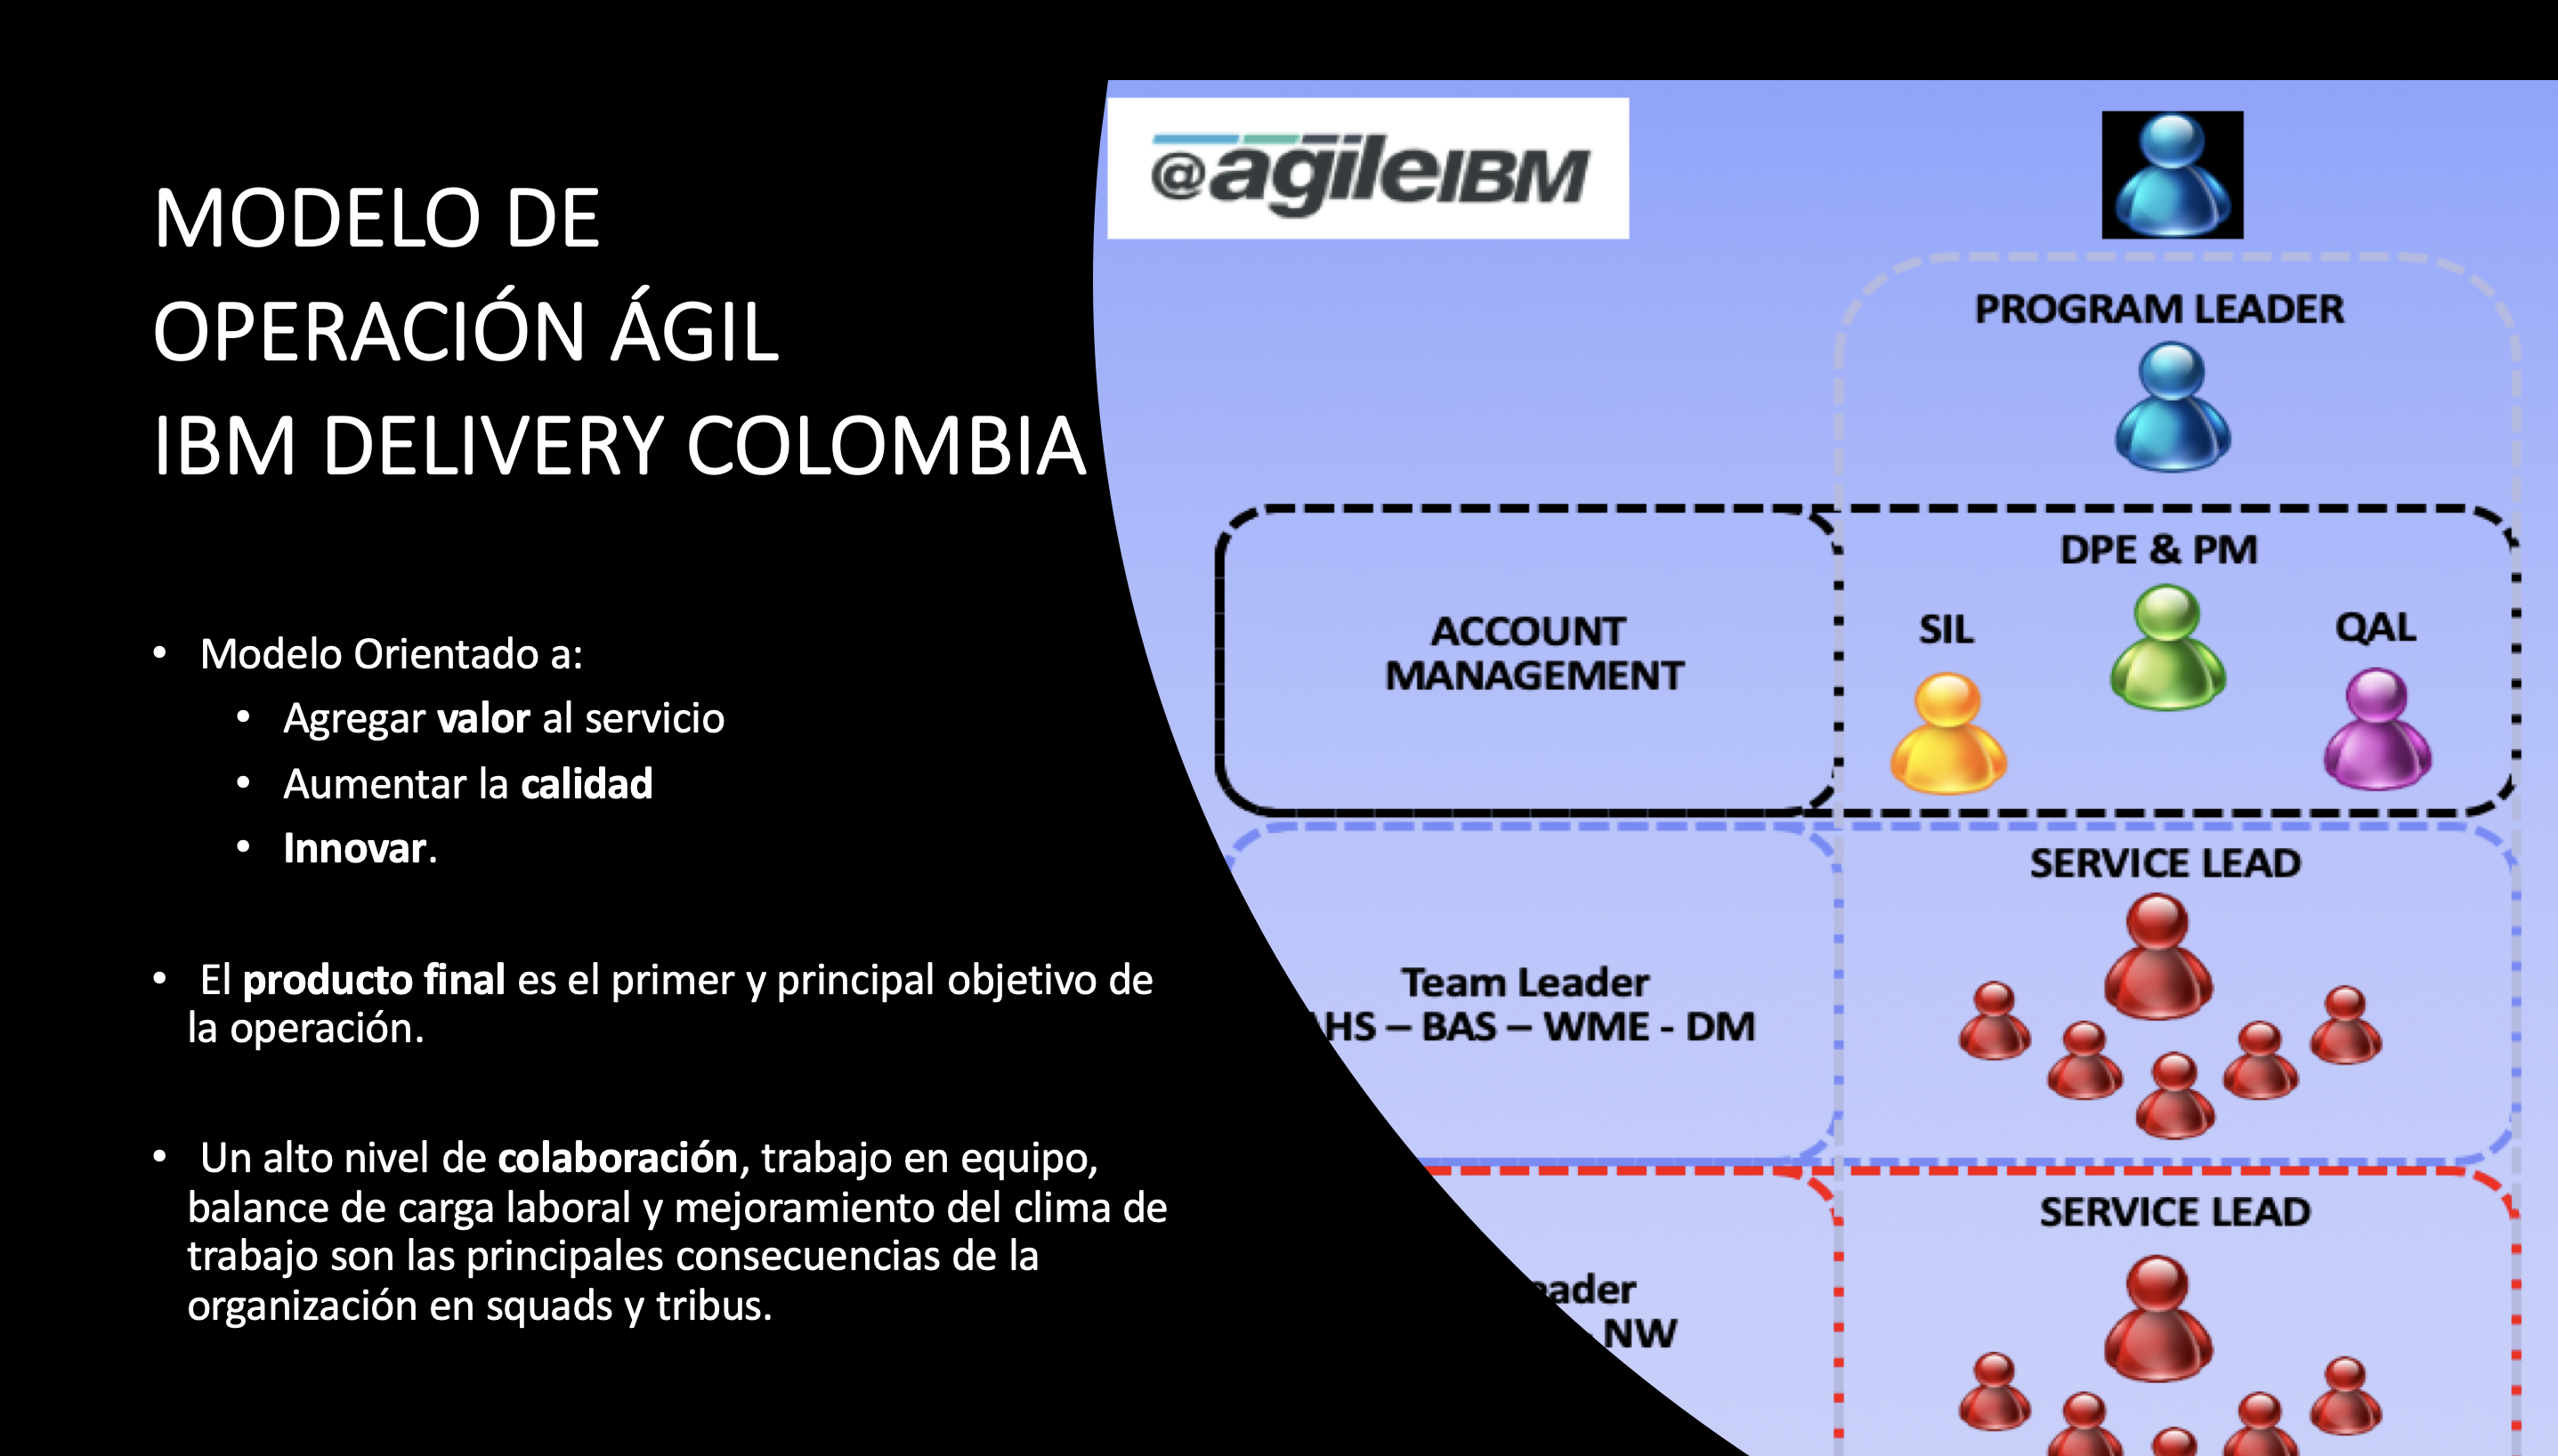 MODELO DE
OPERACIÓN ÁGIL
IBM DELIVERY COLOMBIA
• Modelo Orientado a:
• Agregar valor al servicio
• Aumentar la calidad
• Innovar.
• El producto final es el primer y principal objetivo de
la operación.
• Un alto nivel de colaboración, trabajo en equipo,
balance de carga laboral y mejoramiento del clima de
trabajo son las principales consecuencias de la
organización en squads y tribus.
@agileIBM
PROGRAM LEADER
ACCOUNT
MANAGEMENT
DPE & PM
SIL
QAL
Team Leader
HS – BAS – WME - DM
SERVICE LEAD
NW
SERVICE LEAD